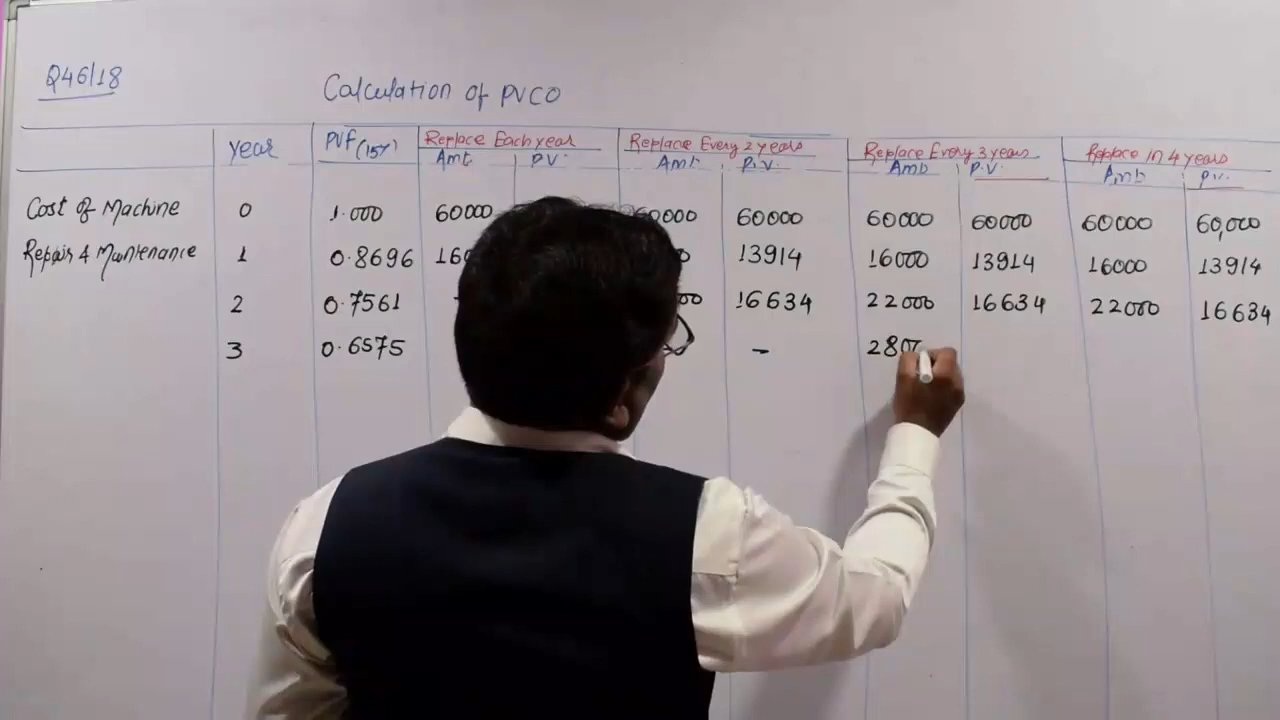 Q46/18
Calculation of PVCO
year PVf(15%) Replace Each year Replace Every 2 years Replace Every 3 years Replace in 4 years
Amt. P.V. Amt P.V. Amt P.V. Amt P.V.
Cost of Machine 0 1.000 60000 60000 60000 60000 60000 60000 60,000
Repair & Maintenance 1 0.8696 13914 16000 13914 16000 13914
2 0.7561 16634 22000 16634 22000 16634
3 0.6575 -